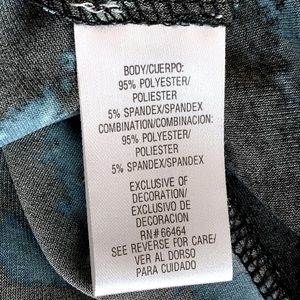 BODY/CUERPO:
95% POLYESTER/
POLIESTER
5% SPANDEX/SPANDEX
COMBINATION/COMBINACION:
95% POLYESTER/
POLIESTER
5% SPANDEX/SPANDEX
EXCLUSIVE OF
DECORATION/
EXCLUSIVO DE
DECORACION
RN# 66464
SEE REVERSE FOR CARE/
VER AL DORSO
PARA CUIDADO